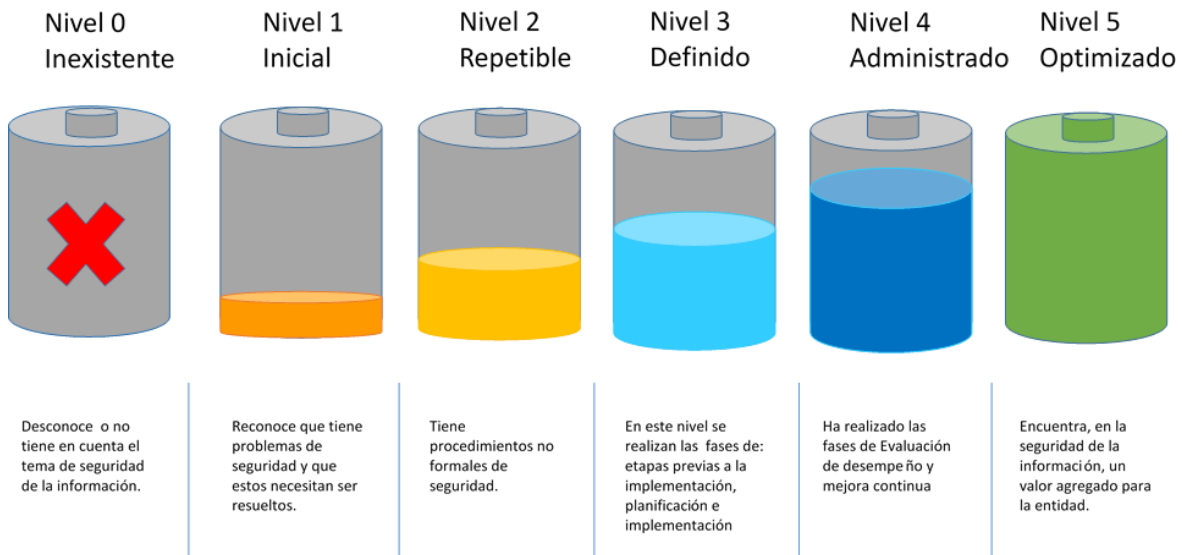 Nivel 0
Inexistente
Nivel 1
Inicial
Nivel 2
Repetible
Nivel 3
Definido
Nivel 4
Administrado
Nivel 5
Optimizado
Desconoce o no
tiene en cuenta el
tema de seguridad
de la información.
Reconoce que tiene
problemas de
seguridad y que
estos necesitan ser
resueltos.
Tiene
procedimientos no
formales de
seguridad.
En este nivel se
realizan las fases de:
etapas previas a la
implementación,
planificación e
implementación
Ha realizado las
fases de Evaluación
de desempeño y
mejora continua
Encuentra, en la
seguridad de la
información, un
valor agregado para
la entidad.